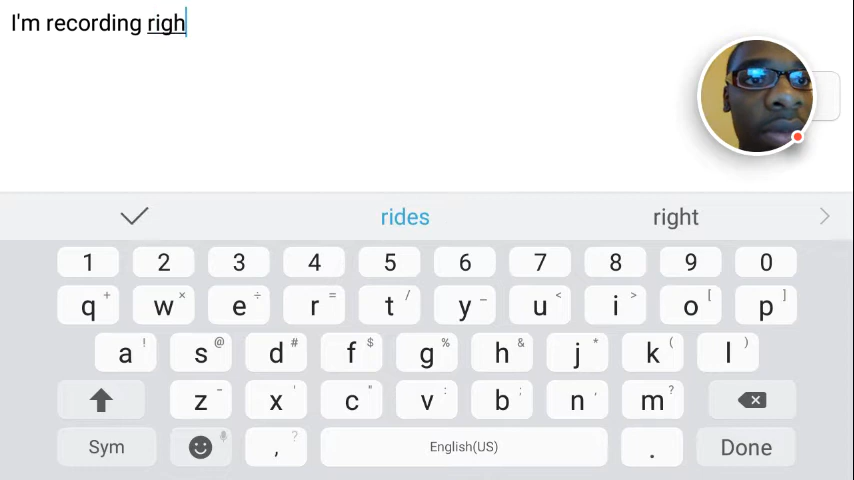 I'm recording righ
rides right
1 2 3 4 5 6 7 8 9 0
q + w × e ÷ r = t / y _ u < i > o [ p ]
a ! s @ d # f $ g % h & j * k ( l )
z - x ' c " v : b ; n , m ?
Sym , ? English(US) . Done